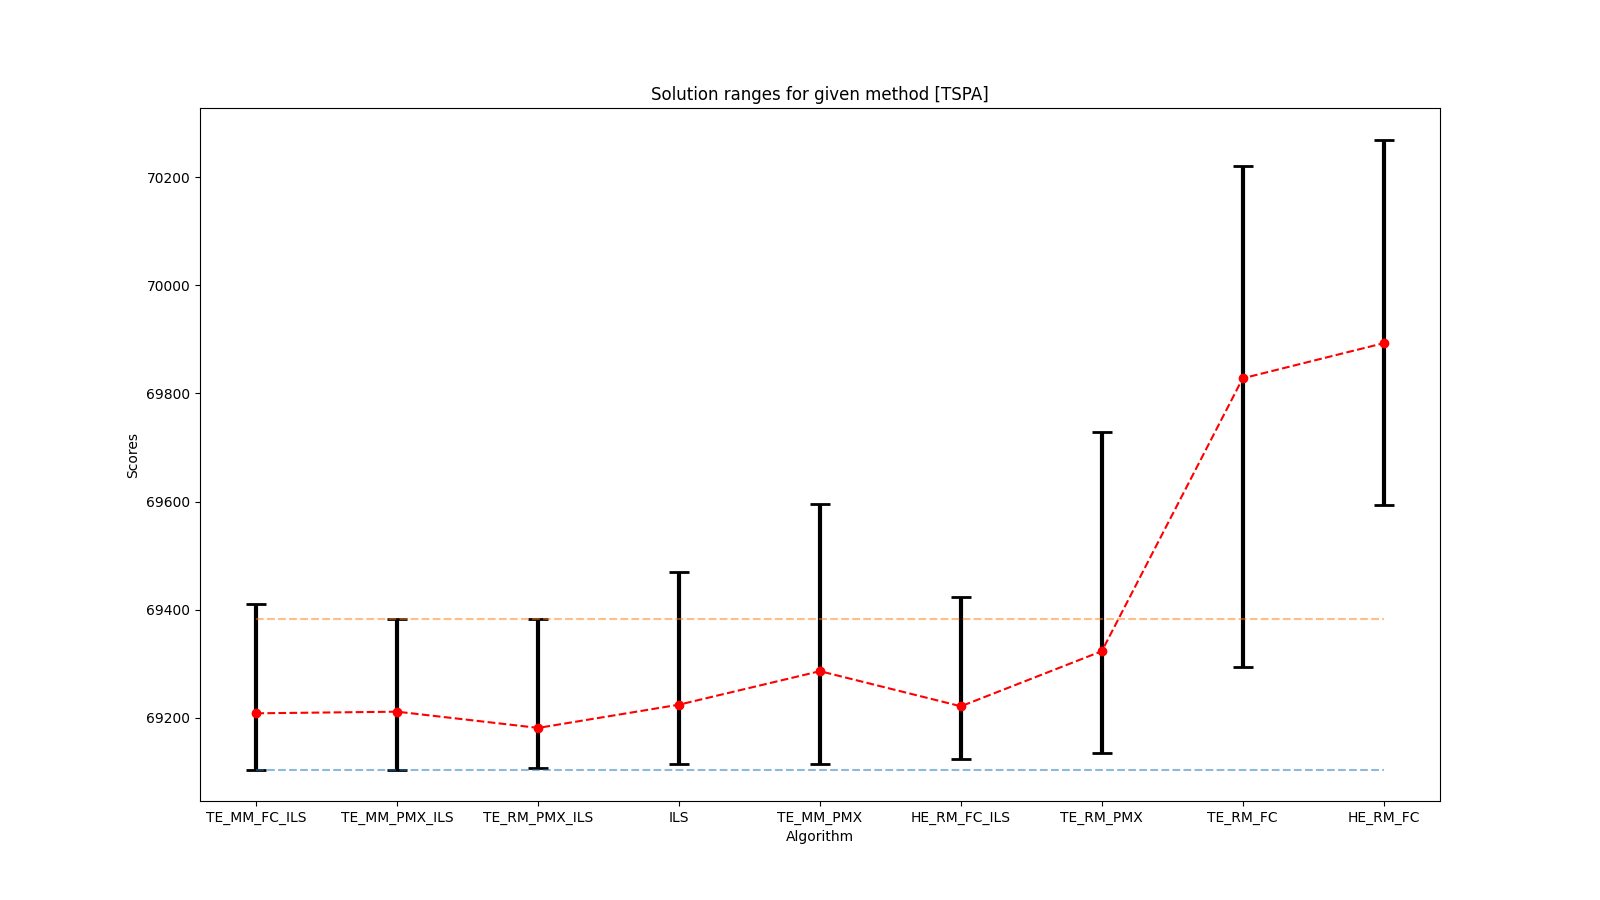 Solution ranges for given method [TSPA]
70200
70000
69800
69600
69400
69200
Scores
TE_MM_FC_ILS TE_MM_PMX_ILS TE_RM_PMX_ILS ILS TE_MM_PMX HE_RM_FC_ILS TE_RM_PMX TE_RM_FC HE_RM_FC
Algorithm